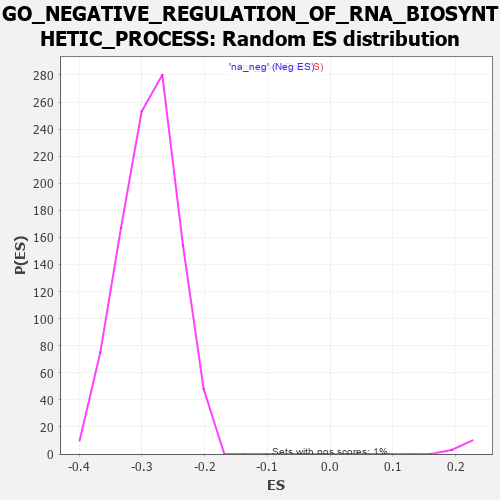 GO_NEGATIVE_REGULATION_OF_RNA_BIOSYNT
HETIC_PROCESS: Random ES distribution
'na_neg' (Neg ES)S)
280
260
240
220
200
180
160
140
120
100
80
60
40
20
0
P(ES)
Sets with pos scores: 1%
-0.4 -0.3 -0.2 -0.1 0.0 0.1 0.2
ES